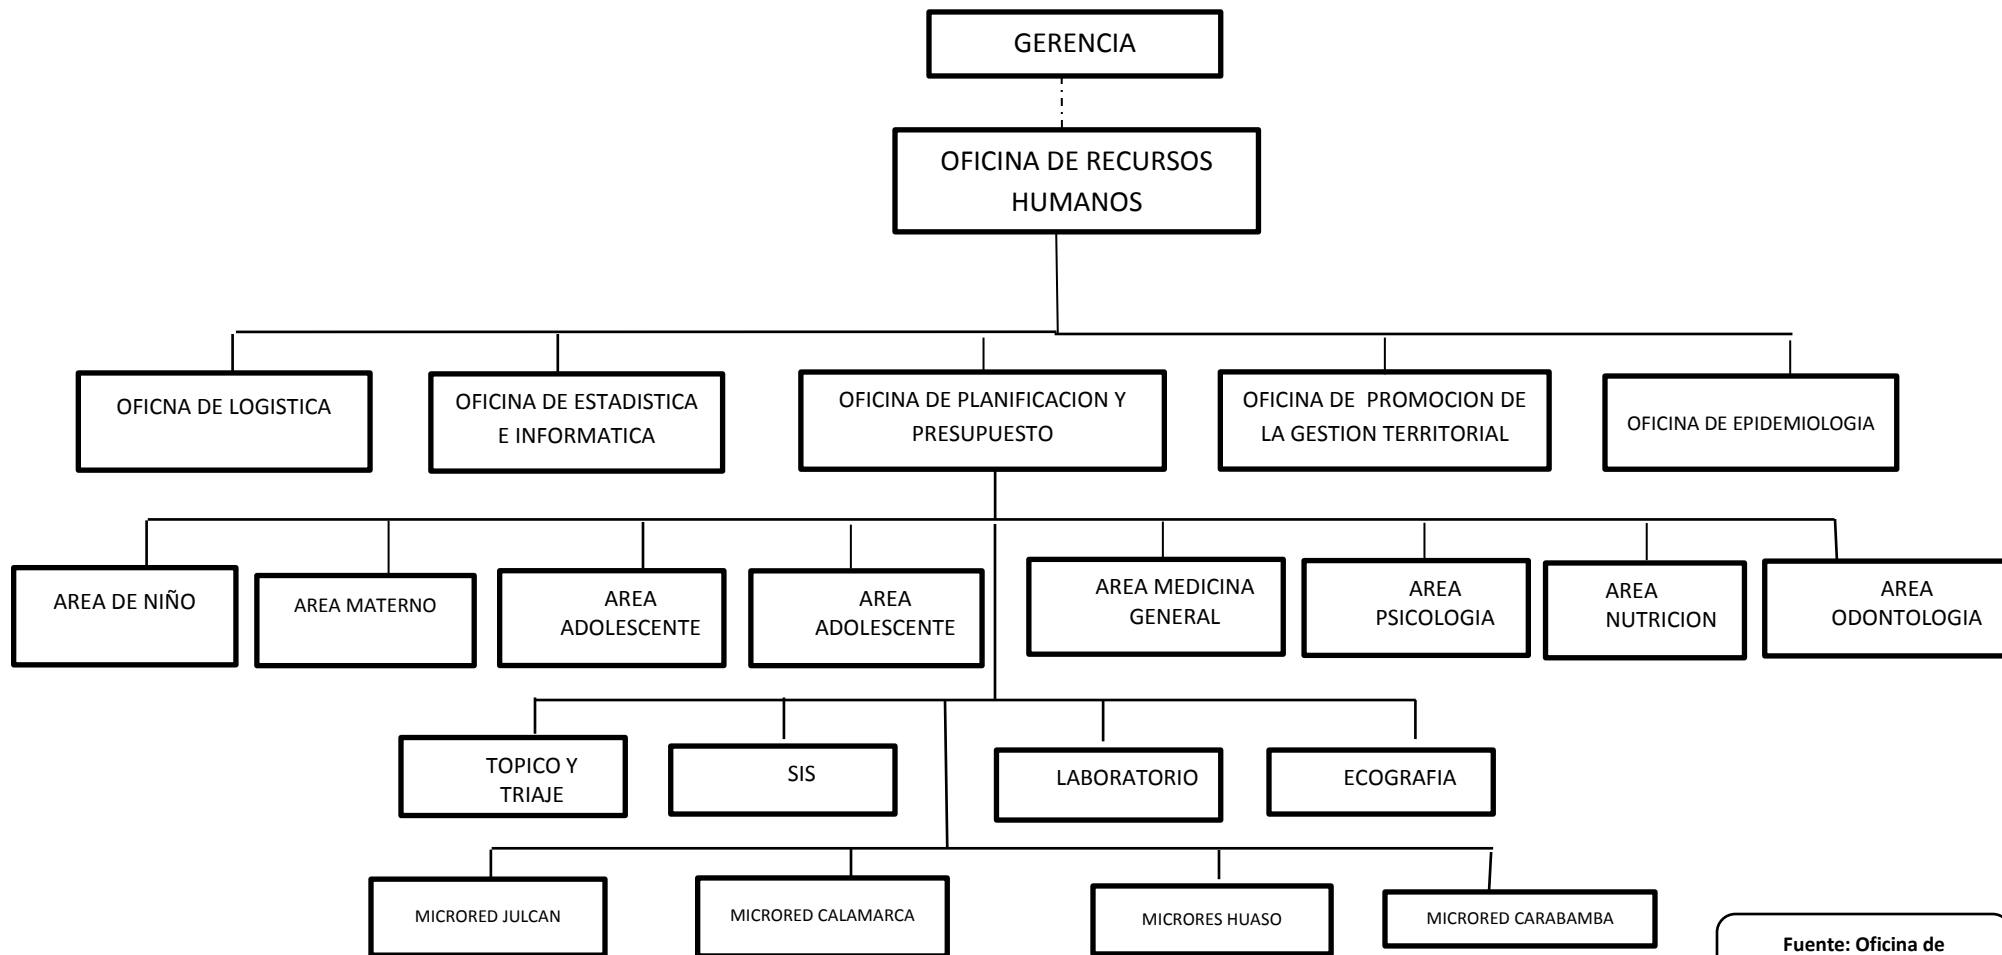 GERENCIA
OFICINA DE RECURSOS
HUMANOS
OFICNA DE LOGISTICA
OFICINA DE ESTADISTICA
E INFORMATICA
OFICINA DE PLANIFICACION Y
PRESUPUESTO
OFICINA DE PROMOCION DE
LA GESTION TERRITORIAL
OFICINA DE EPIDEMIOLOGIA
AREA DE NIÑO
AREA MATERNO
AREA
ADOLESCENTE
AREA
ADOLESCENTE
AREA MEDICINA
GENERAL
AREA
PSICOLOGIA
AREA
NUTRICION
AREA
ODONTOLOGIA
TOPICO Y
TRIAJE
SIS
LABORATORIO
ECOGRAFIA
MICRORED JULCAN
MICRORED CALAMARCA
MICRORES HUASO
MICRORED CARABAMBA
Fuente: Oficina de